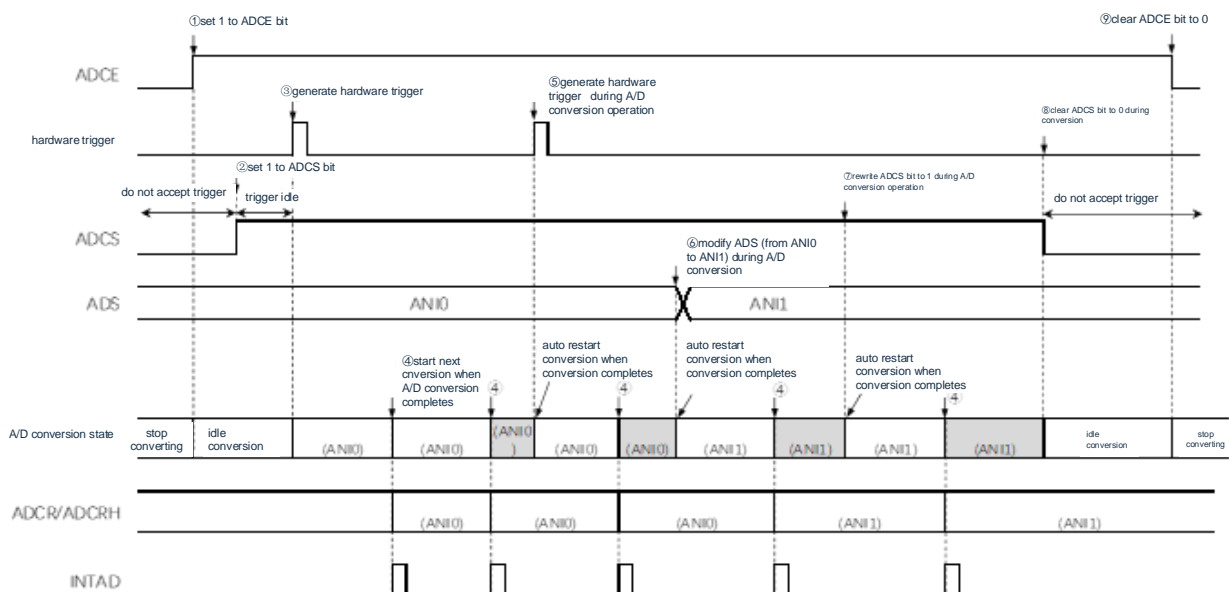 ①set 1 to ADCE bit
⑨clear ADCE bit to 0
ADCE
③generate hardware trigger
⑤generate hardware
trigger during A/D
conversion operation
⑧clear ADCS bit to 0 during
conversion
hardware trigger
②set 1 to ADCS bit
do not accept trigger
trigger idle
⑦rewrite ADCS bit to 1 during A/D
conversion operation
do not accept trigger
ADCS
⑥modify ADS (from ANI0
to ANI1) during A/D
conversion
ADS
ANI0
ANI1
④start next
cnversion when
A/D conversion
completes
④
auto restart
conversion when
conversion completes
④
auto restart
conversion when
conversion completes
④
auto restart
conversion when
conversion completes
④
A/D conversion state
stop
converting
idle
conversion
(ANI0)
(ANI0)
(ANI0
)
(ANI0)
(ANI0)
(ANI1)
(ANI1)
(ANI1)
(ANI1)
idle
conversion
stop
converting
ADCR/ADCRH
(ANI0)
(ANI0)
(ANI0)
(ANI1)
(ANI1)
INTAD